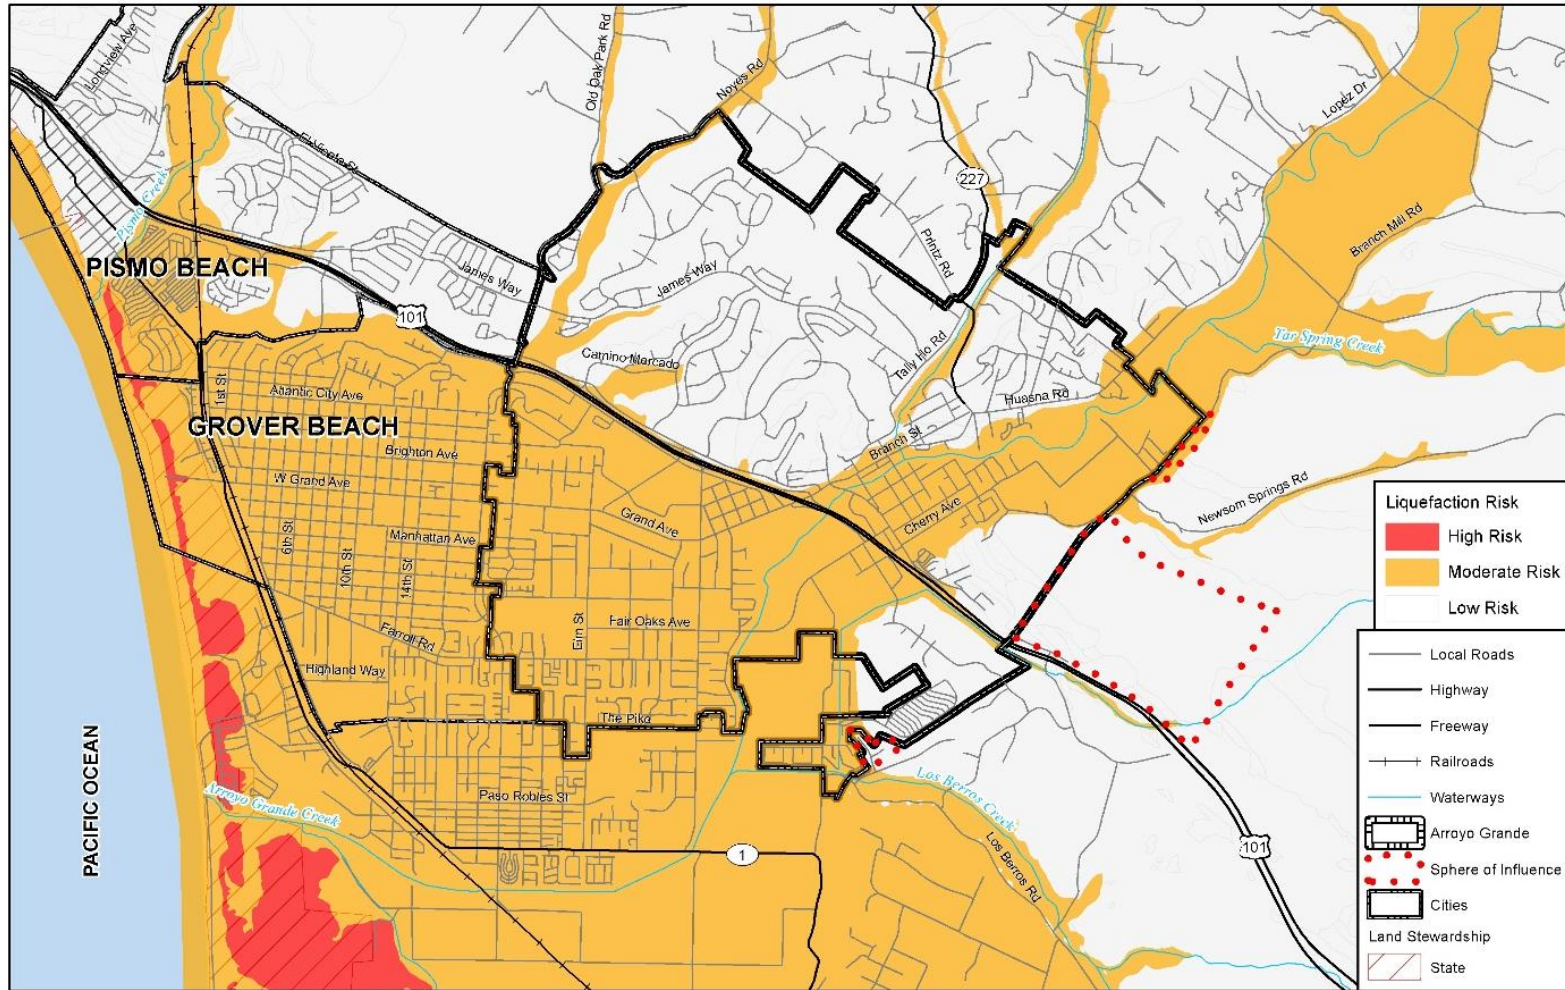 Longview Ave
Old Oak Park Rd
Noyes Rd
Lopez Dr
El Viento St
Pismo Creek
227
Printz Rd
Branch Mill Rd
PISMO BEACH
James Way
James Way
101
Tar Spring Creek
Camino Mercado
Tally Ho Rd
1st St
Atlantic City Ave
Huasna Rd
GROVER BEACH
Branch St
Brighton Ave
W Grand Ave
Newsom Springs Rd
Grand Ave
Cherry Ave
6th St
Manhattan Ave
10th St
14th St
Elm St
Fair Oaks Ave
Farroll Rd
Highland Way
The Pike
PACIFIC OCEAN
Los Berros Creek
Arroyo Grande Creek
Paso Robles St
1
Los Berros Rd
101
Liquefaction Risk
High Risk
Moderate Risk
Low Risk
Local Roads
Highway
Freeway
Railroads
Waterways
Arroyo Grande
Sphere of Influence
Cities
Land Stewardship
State